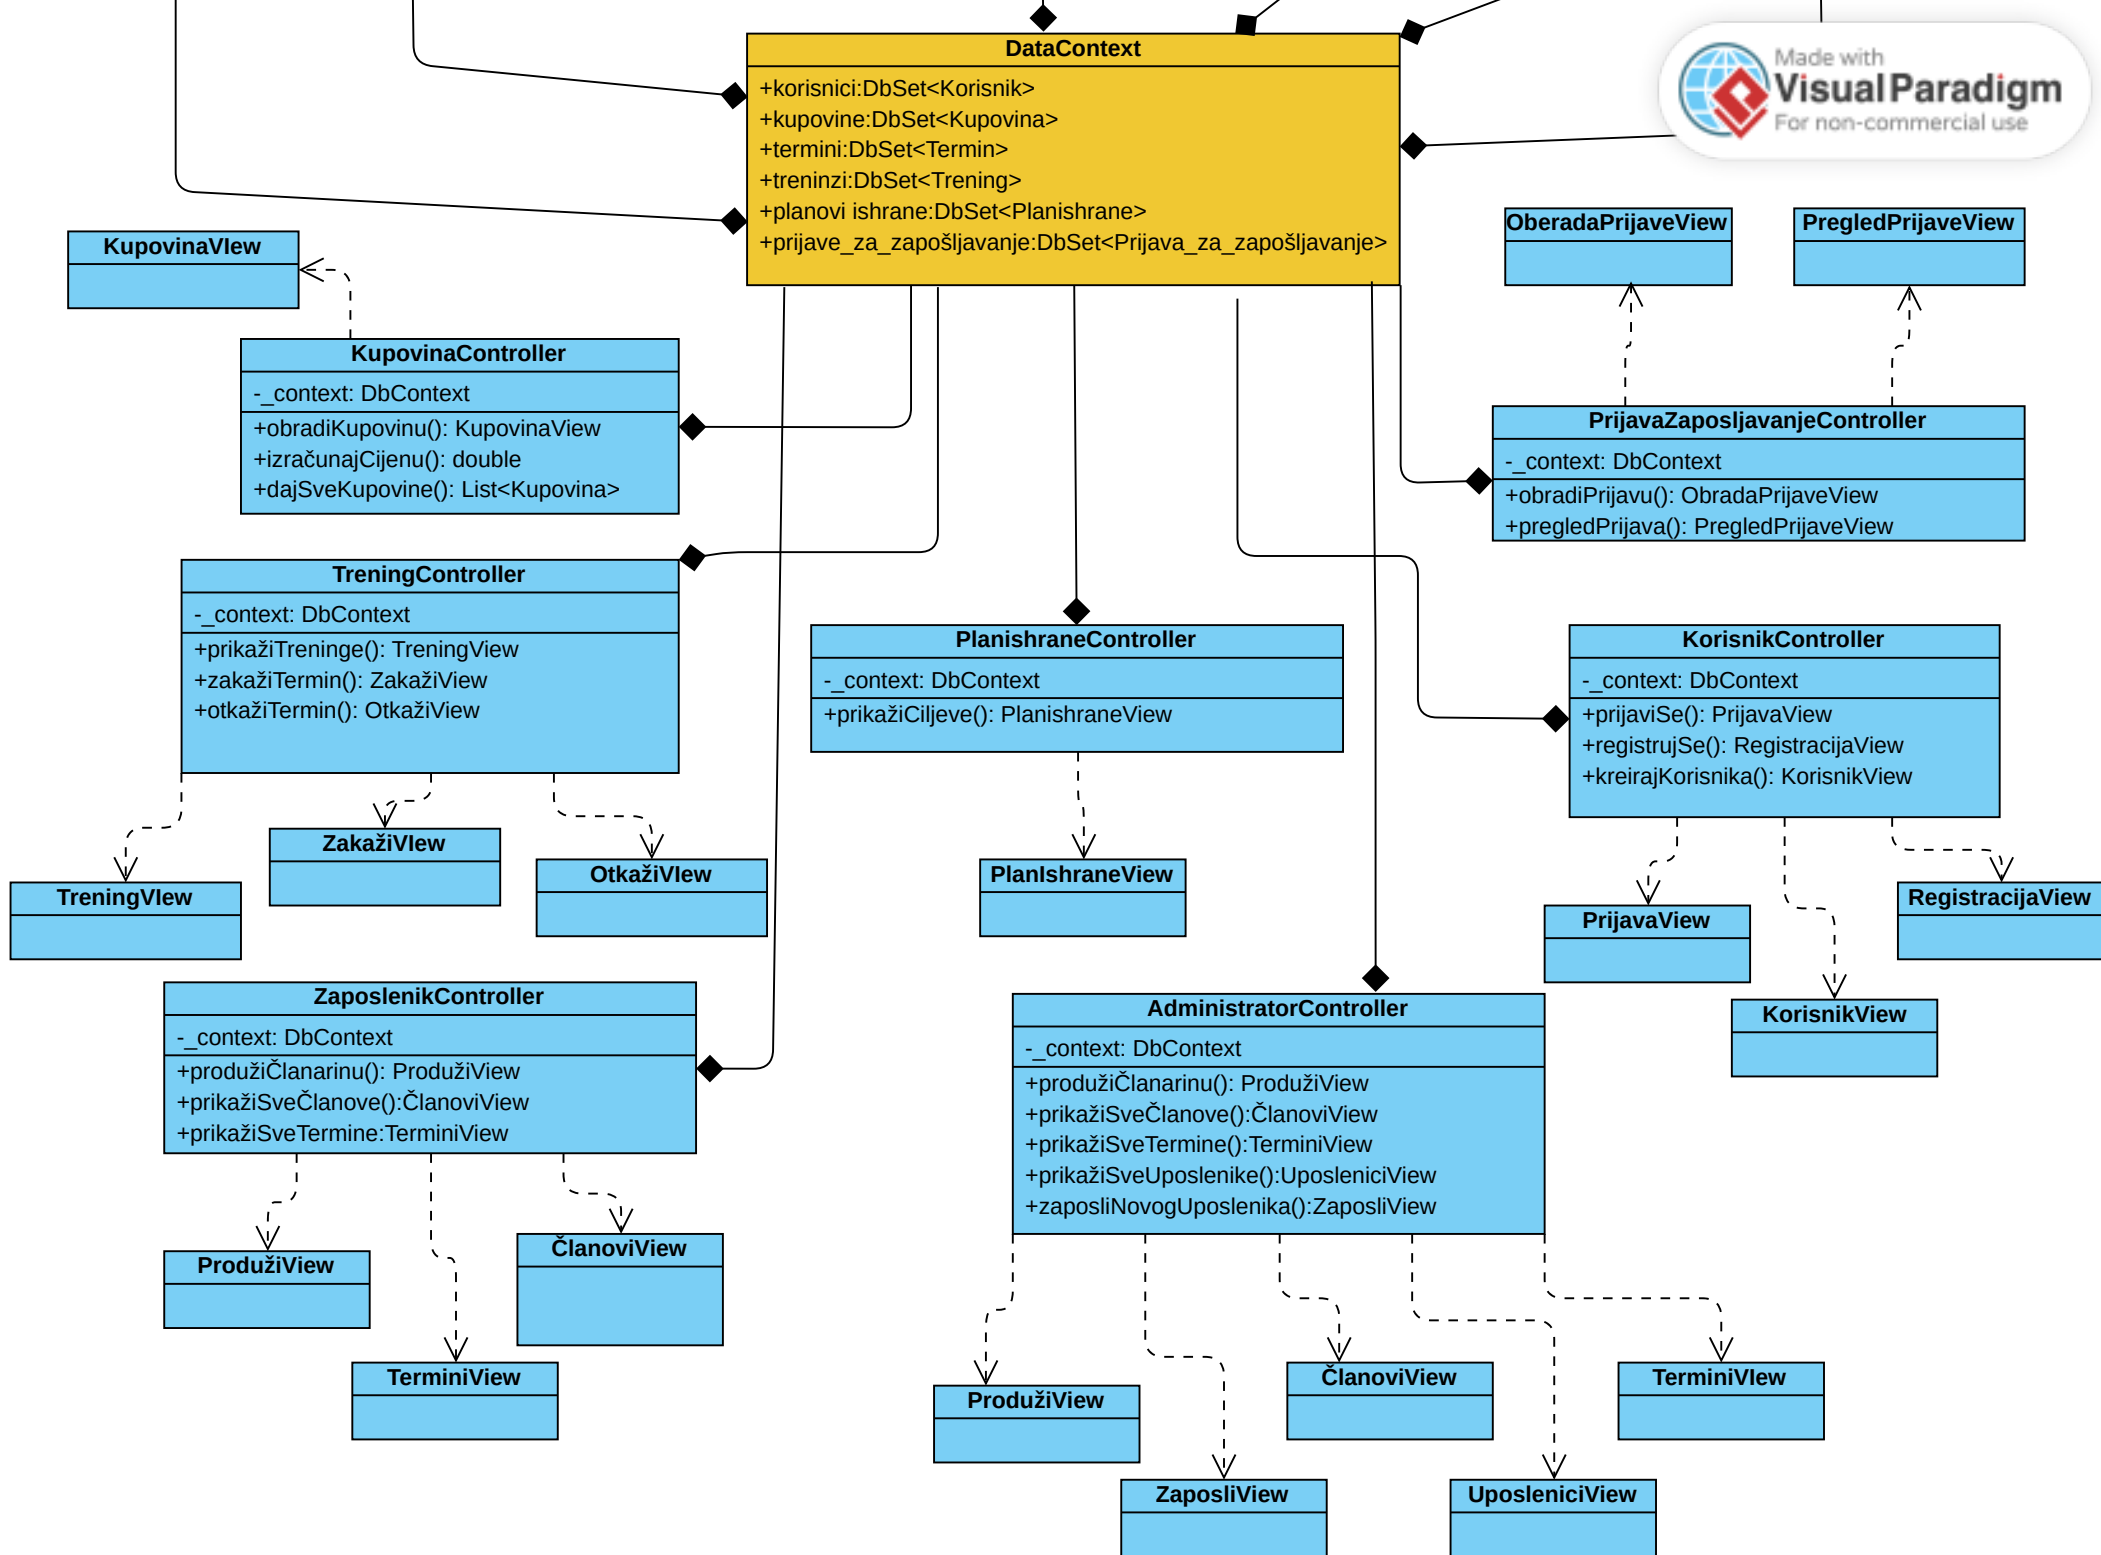 DataContext
+korisnici:DbSet<Korisnik>
+kupovine:DbSet<Kupovina>
+termini:DbSet<Termin>
+treninzi:DbSet<Trening>
+planovi ishrane:DbSet<Planishrane>
+prijave_za_zapošljavanje:DbSet<Prijava_za_zapošljavanje>
Made with
Visual Paradigm
For non-commercial use
KupovinaVIew
OberadaPrijaveView
PregledPrijaveView
KupovinaController
-_context: DbContext
+obradiKupovinu(): KupovinaView
+izračunajCijenu(): double
+dajSveKupovine(): List<Kupovina>
PrijavaZaposljavanjeController
-_context: DbContext
+obradiPrijavu(): ObradaPrijaveView
+pregledPrijava(): PregledPrijaveView
TreningController
-_context: DbContext
+prikažiTreninge(): TreningView
+zakažiTermin(): ZakažiView
+otkažiTermin(): OtkažiView
PlanishraneController
-_context: DbContext
+prikažiCiljeve(): PlanishraneView
KorisnikController
-_context: DbContext
+prijaviSe(): PrijavaView
+registrujSe(): RegistracijaView
+kreirajKorisnika(): KorisnikView
TreningVIew
ZakažiVIew
OtkažiVIew
PlanIshraneView
PrijavaView
RegistracijaView
KorisnikView
ZaposlenikController
-_context: DbContext
+produžiČlanarinu(): ProdužiView
+prikažiSveČlanove():ČlanoviView
+prikažiSveTermine:TerminiView
AdministratorController
-_context: DbContext
+produžiČlanarinu(): ProdužiView
+prikažiSveČlanove():ČlanoviView
+prikažiSveTermine():TerminiView
+prikažiSveUposlenike():UposleniciView
+zaposliNovogUposlenika():ZaposliView
ProdužiView
TerminiView
ČlanoviView
ProdužiView
ZaposliView
ČlanoviView
UposleniciView
TerminiVIew